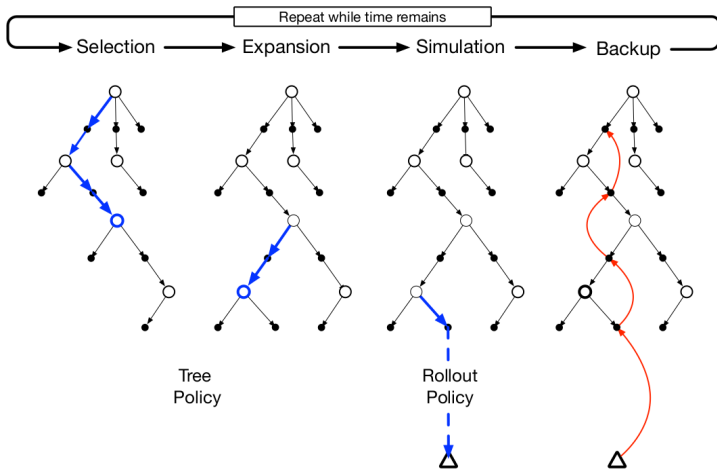 Repeat while time remains
Selection
Expansion
Simulation
Backup
Tree
Policy
Rollout
Policy